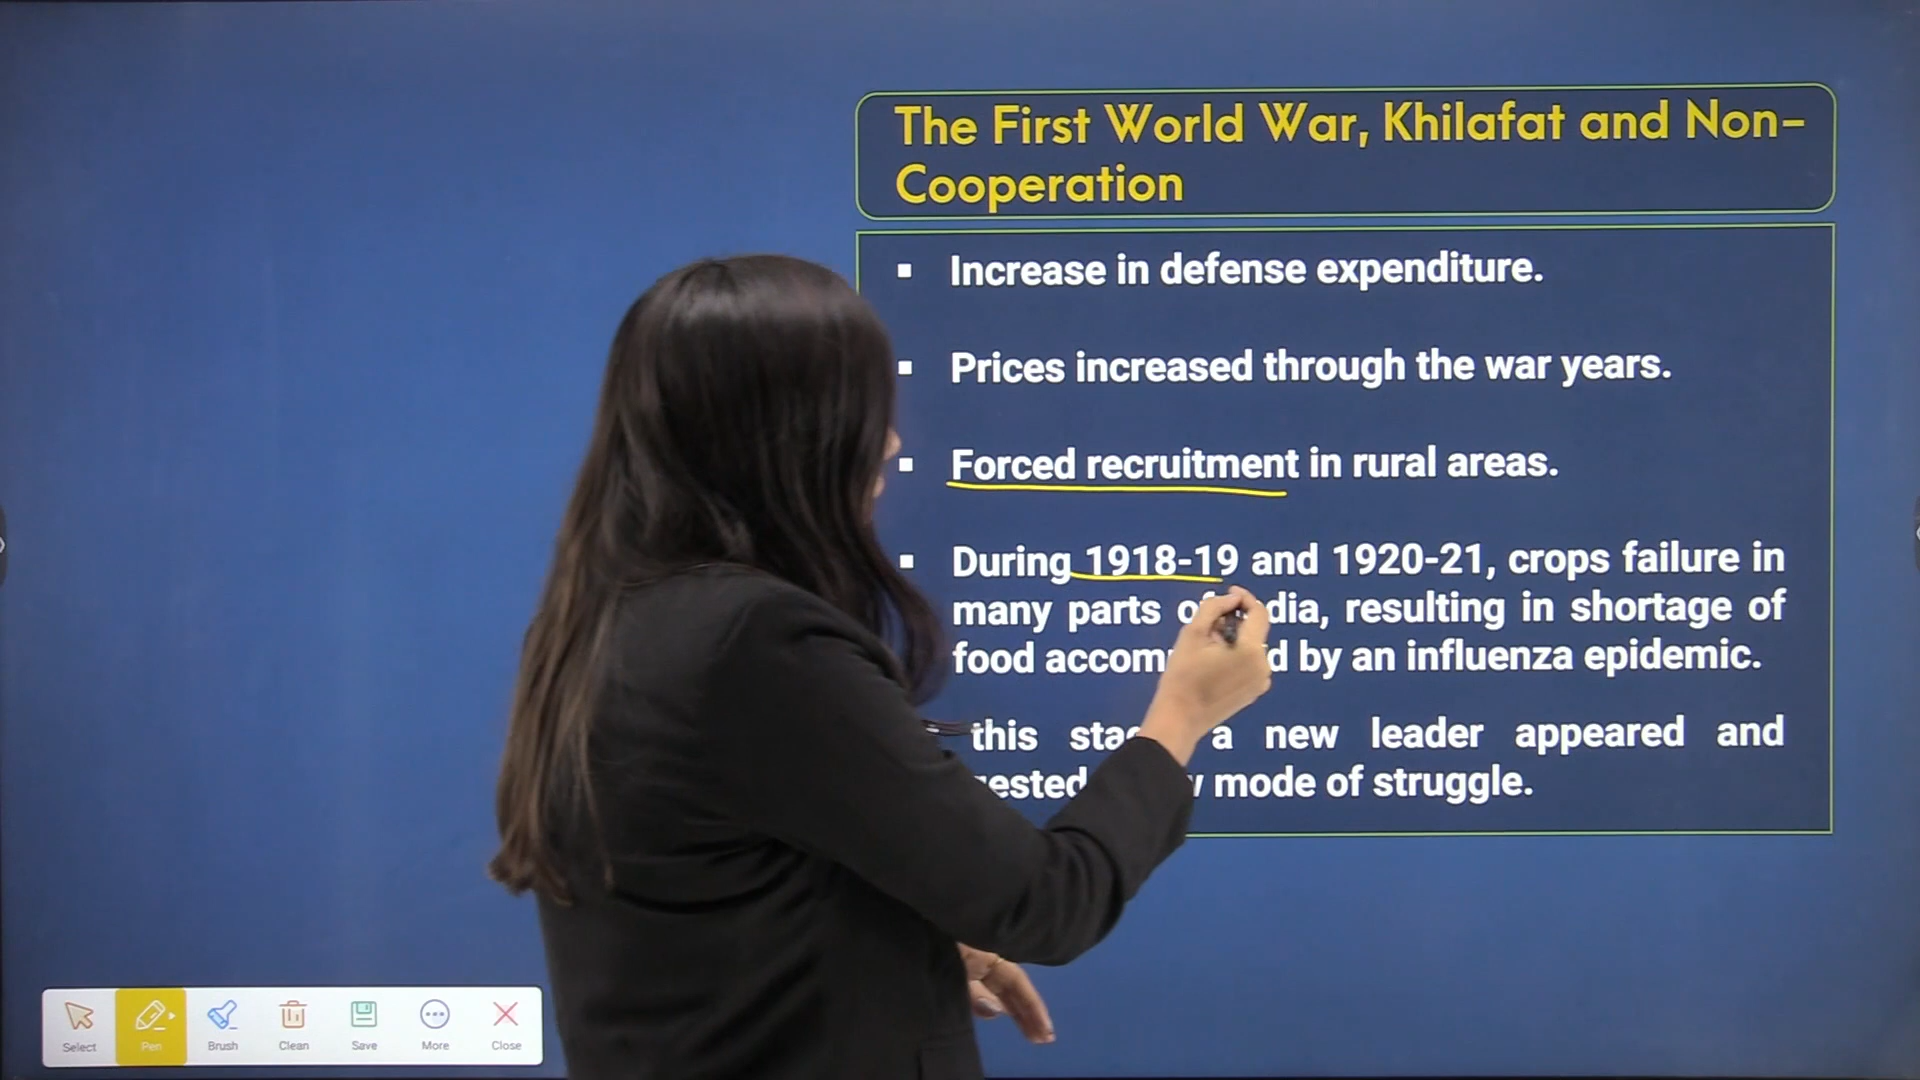 The First World War, Khilafat and Non-
Cooperation
Increase in defense expenditure.
Prices increased through the war years.
Forced recruitment in rural areas.
During 1918-19 and 1920-21, crops failure in
many parts resulting in shortage of
food by an influenza epidemic.
this a new leader appeared and
mode of struggle.
Select Pen Brush Clean Save More Close